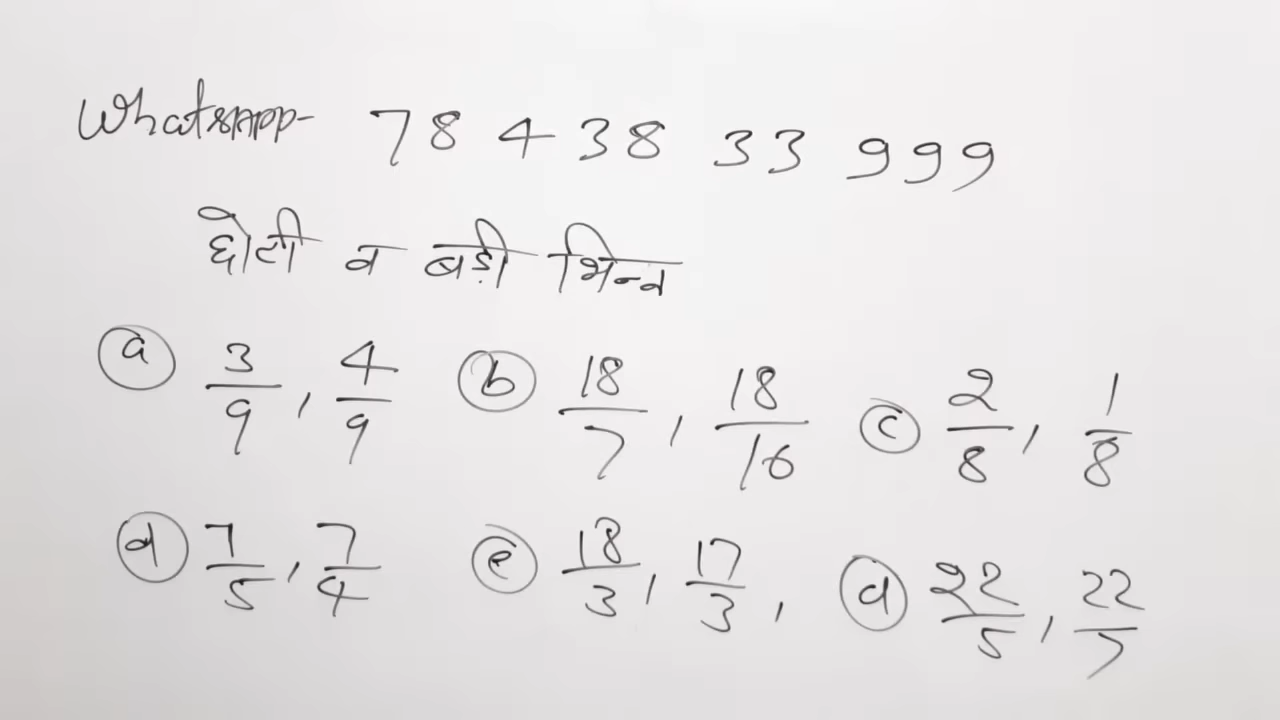 WhatsApp- 78 438 33 999
छोटी व बड़ी भिन्न
(a) 3/9, 4/9 (b) 18/7, 18/16 (c) 2/8, 1/8
(d) 7/5, 7/4 (e) 18/3, 17/3, (d) 22/5, 22/7